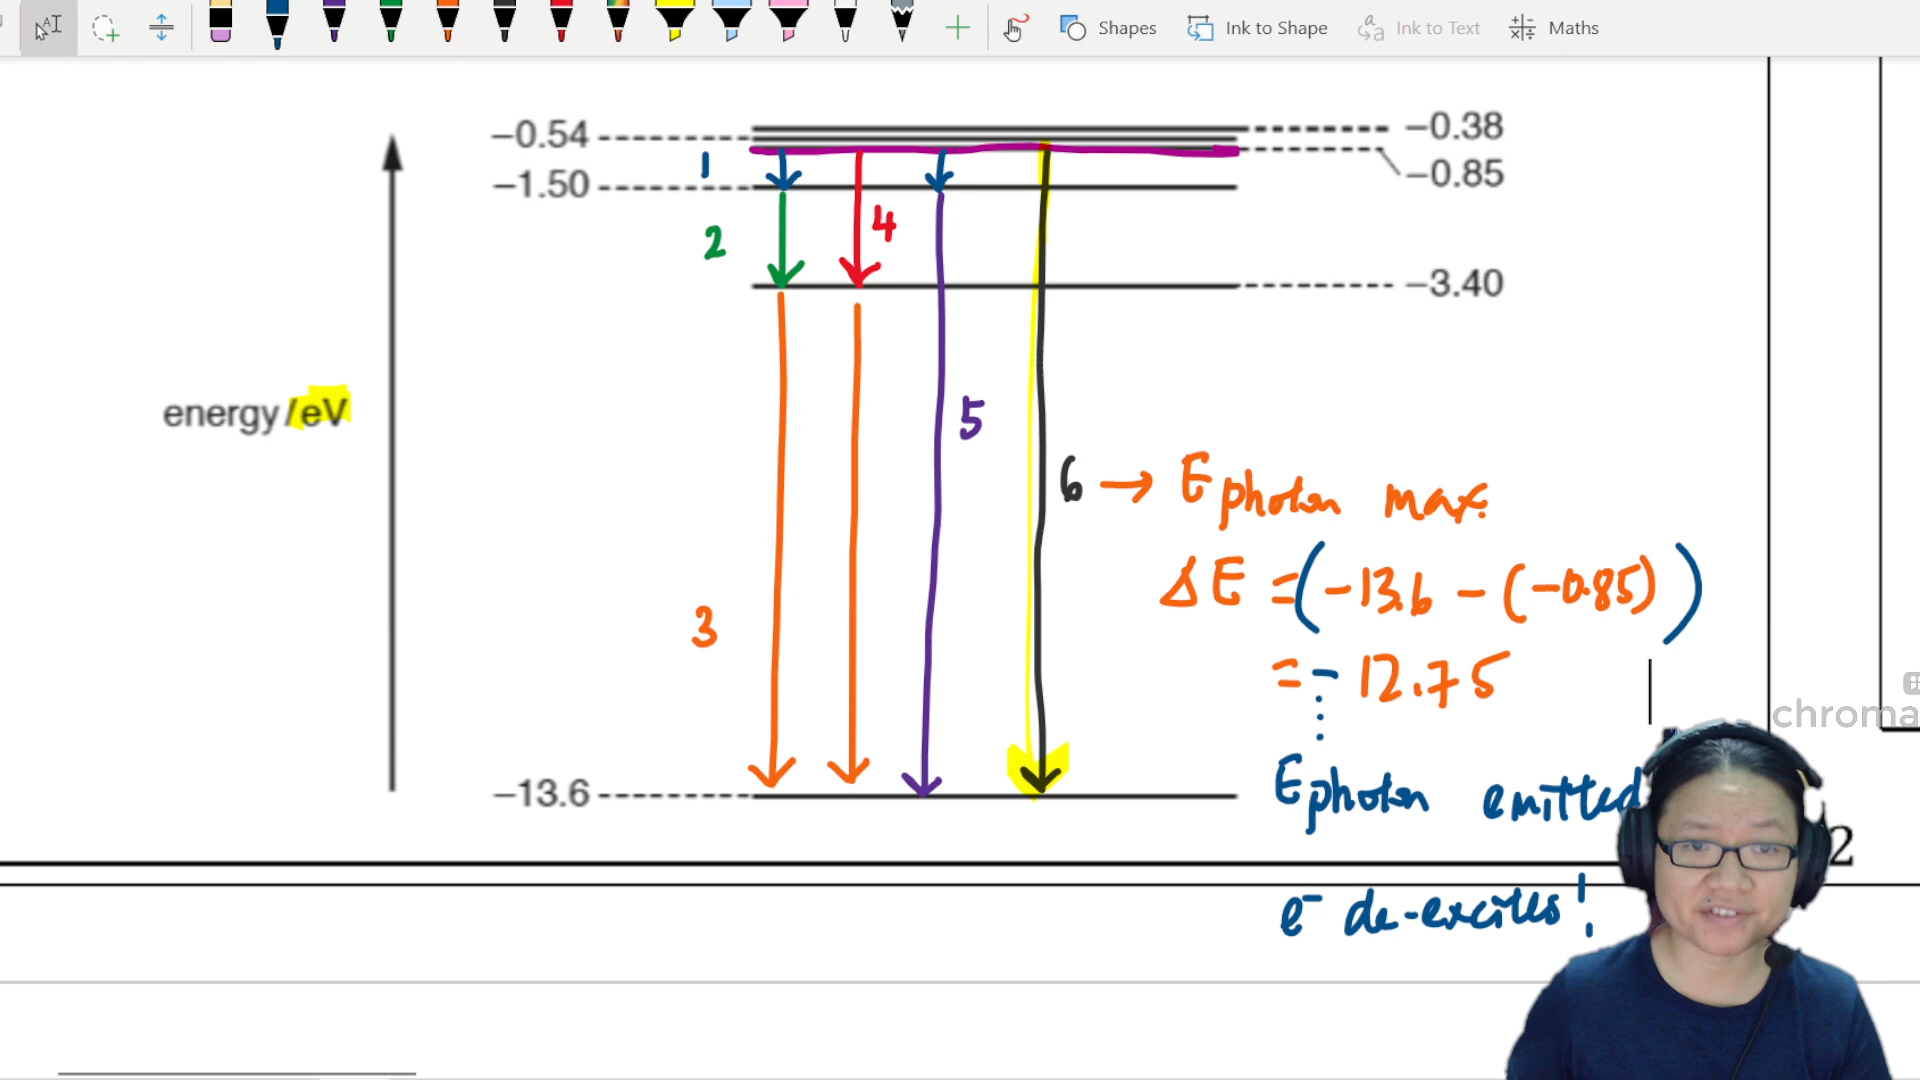 Shapes Ink to Shape Ink to Text Maths
−0.54 −0.38
1
−1.50 −0.85
2 4
−3.40
energy/eV
5
6 → E photon max.
ΔE = (−13.6 − (−0.85))
= − 12.75
3
chroma
−13.6
E photon emitted
2
e⁻ de-excites!